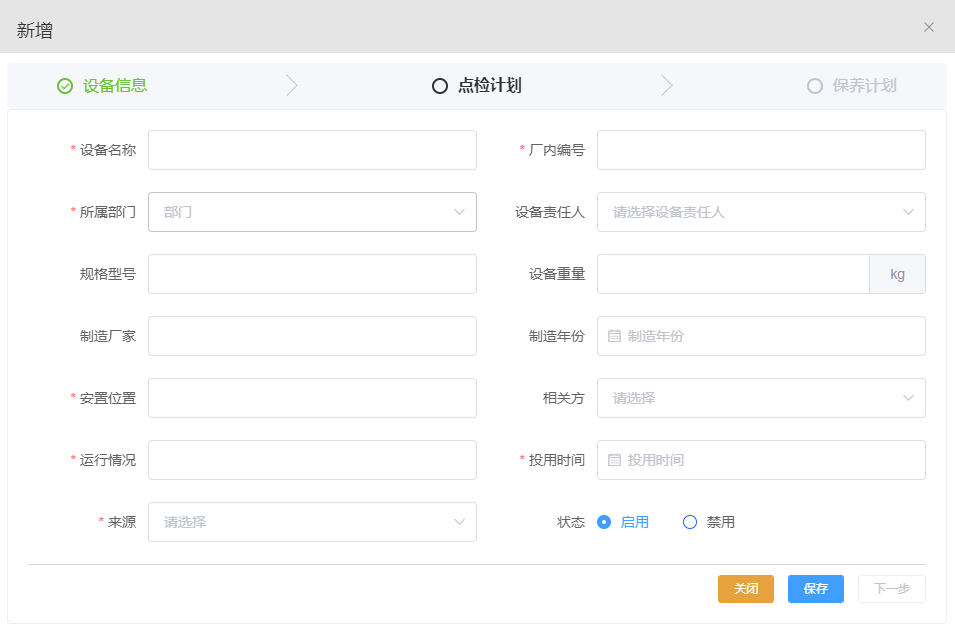 新增
设备信息 点检计划 保养计划
* 设备名称 * 厂内编号
* 所属部门 部门 设备责任人 请选择设备责任人
规格型号 设备重量 kg
制造厂家 制造年份 制造年份
* 安置位置 相关方 请选择
* 运行情况 * 投用时间 投用时间
* 来源 请选择 状态 启用 禁用
关闭 保存 下一步